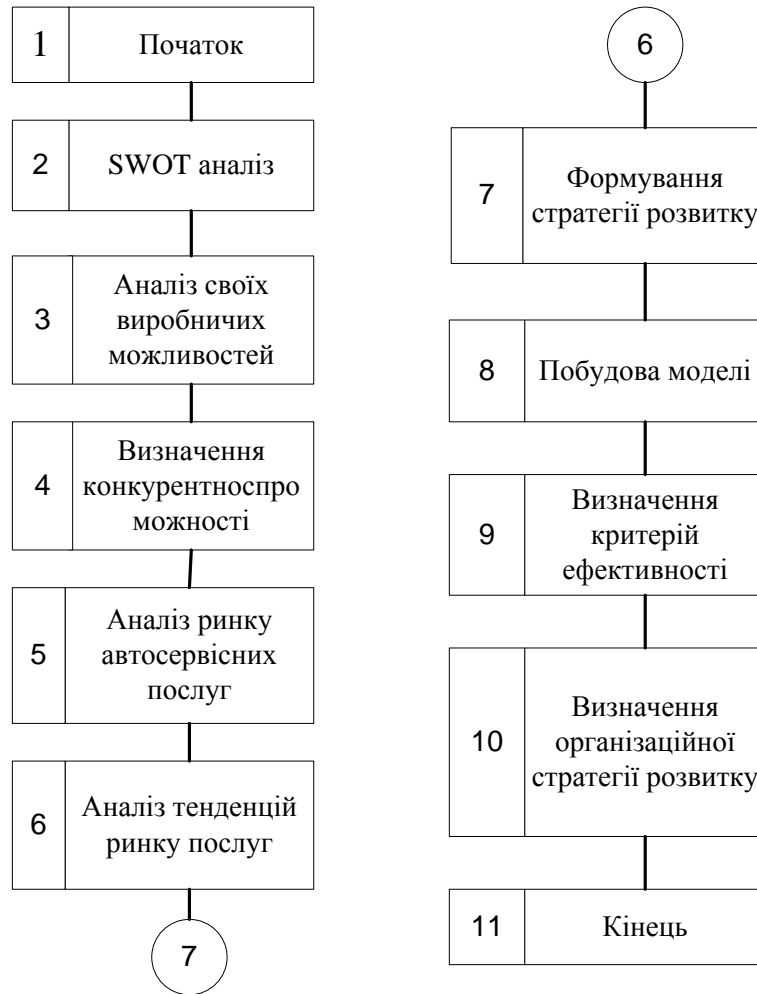 1 Початок
2 SWOT аналіз
3 Аналіз своїх
виробничих
можливостей
4 Визначення
конкурентноспро
можності
5 Аналіз ринку
автосервісних
послуг
6 Аналіз тенденцій
ринку послуг
7
6
7 Формування
стратегії розвитку
8 Побудова моделі
9 Визначення
критерій
ефективності
10 Визначення
організаційної
стратегії розвитку
11 Кінець